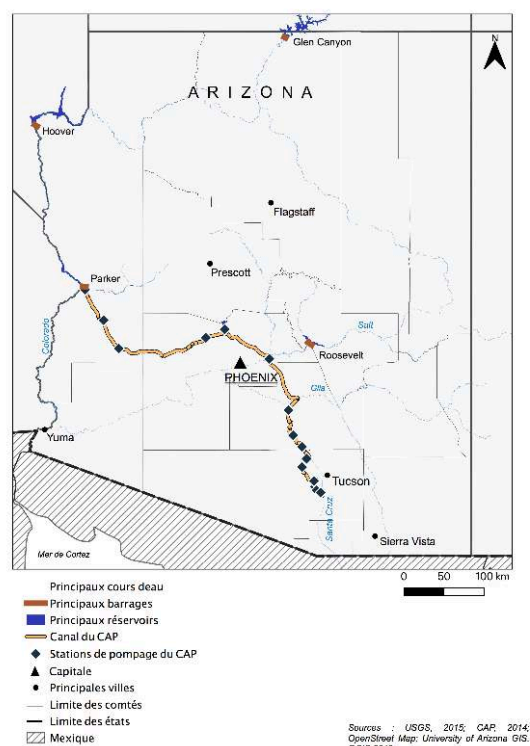 Glen Canyon
N
ARIZONA
Hoover
Flagstaff
Prescott
Parker
Colorado
Salt
Roosevelt
PHOENIX
Gila
Yuma
Tucson
Santa Cruz
Sierra Vista
Mer de Cortez
0 50 100 km
Principaux cours deau
Principaux barrages
Principaux réservoirs
Canal du CAP
Stations de pompage du CAP
Capitale
Principales villes
Limite des comtés
Limite des états
Mexique
Sources : USGS, 2015; CAP, 2014;
OpenStreet Map; University of Arizona GIS,